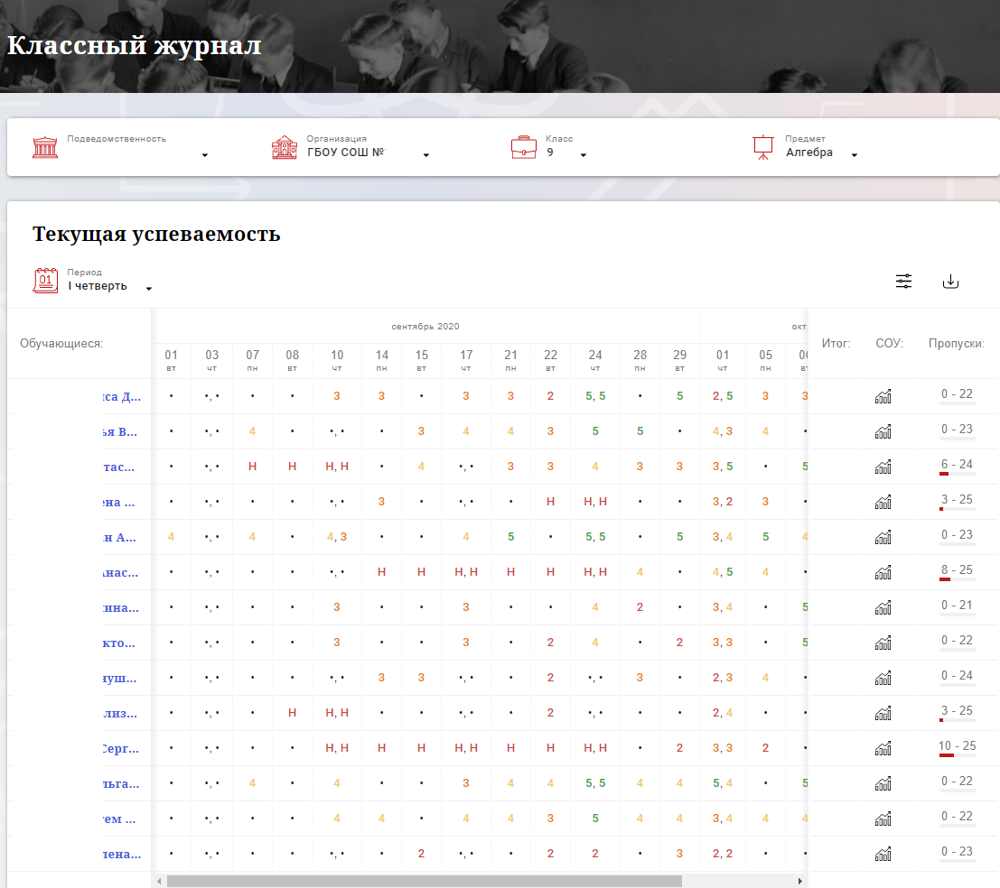 Классный журнал
Подведомственность
Организация
ГБОУ СОШ №
Класс
9
Предмет
Алгебра
Текущая успеваемость
01
Период
I четверть
Обучающиеся:
сентябрь 2020 окт
Итог: СОУ: Пропуски:
01 03 07 08 10 14 15 17 21 22 24 28 29 01 05 06
вт чт пн вт чт пн вт чт пн вт чт пн вт чт пн вт
са Д... • •, • • • 3 3 • 3 3 2 5, 5 • 5 2, 5 3 3 0 - 22
ья В... • •, • 4 • •, • • 3 4 4 3 5 5 • 4, 3 4 • 0 - 23
тас... • •, • Н Н Н, Н • 4 •, • 3 3 4 3 3 3, 5 • 5 6 - 24
ена ... • •, • • • •, • 3 • •, • • Н Н, Н • • 3, 2 3 • 3 - 25
н А... 4 •, • 4 • 4, 3 • • 4 5 • 5, 5 • 5 3, 4 5 4 0 - 23
Анас... • •, • • • •, • Н Н Н, Н Н Н Н, Н 4 • 4, 5 4 • 8 - 25
ина... • •, • • • 3 • • 3 • • 4 2 • 3, 4 • 5 0 - 21
кто... • •, • • • 3 • • 3 • 2 4 • 2 3, 3 • 5 0 - 22
нуш... • •, • • • •, • 3 3 •, • • 2 •, • 3 • 2, 3 4 • 0 - 24
лиз... • •, • • Н Н, Н • • •, • • 2 •, • • • 2, 4 • • 3 - 25
Серг... • •, • • • Н, Н Н Н Н, Н Н Н Н, Н • 2 3, 3 2 • 10 - 25
льга... • •, • 4 • 4 • • 3 4 4 5, 5 4 4 5, 4 • 5 0 - 22
тем ... • •, • • • 4 4 • 4 4 3 5 4 4 3, 4 4 4 0 - 22
лена... • •, • • • •, • • 2 •, • • 2 2 • 3 2, 2 • • 0 - 23